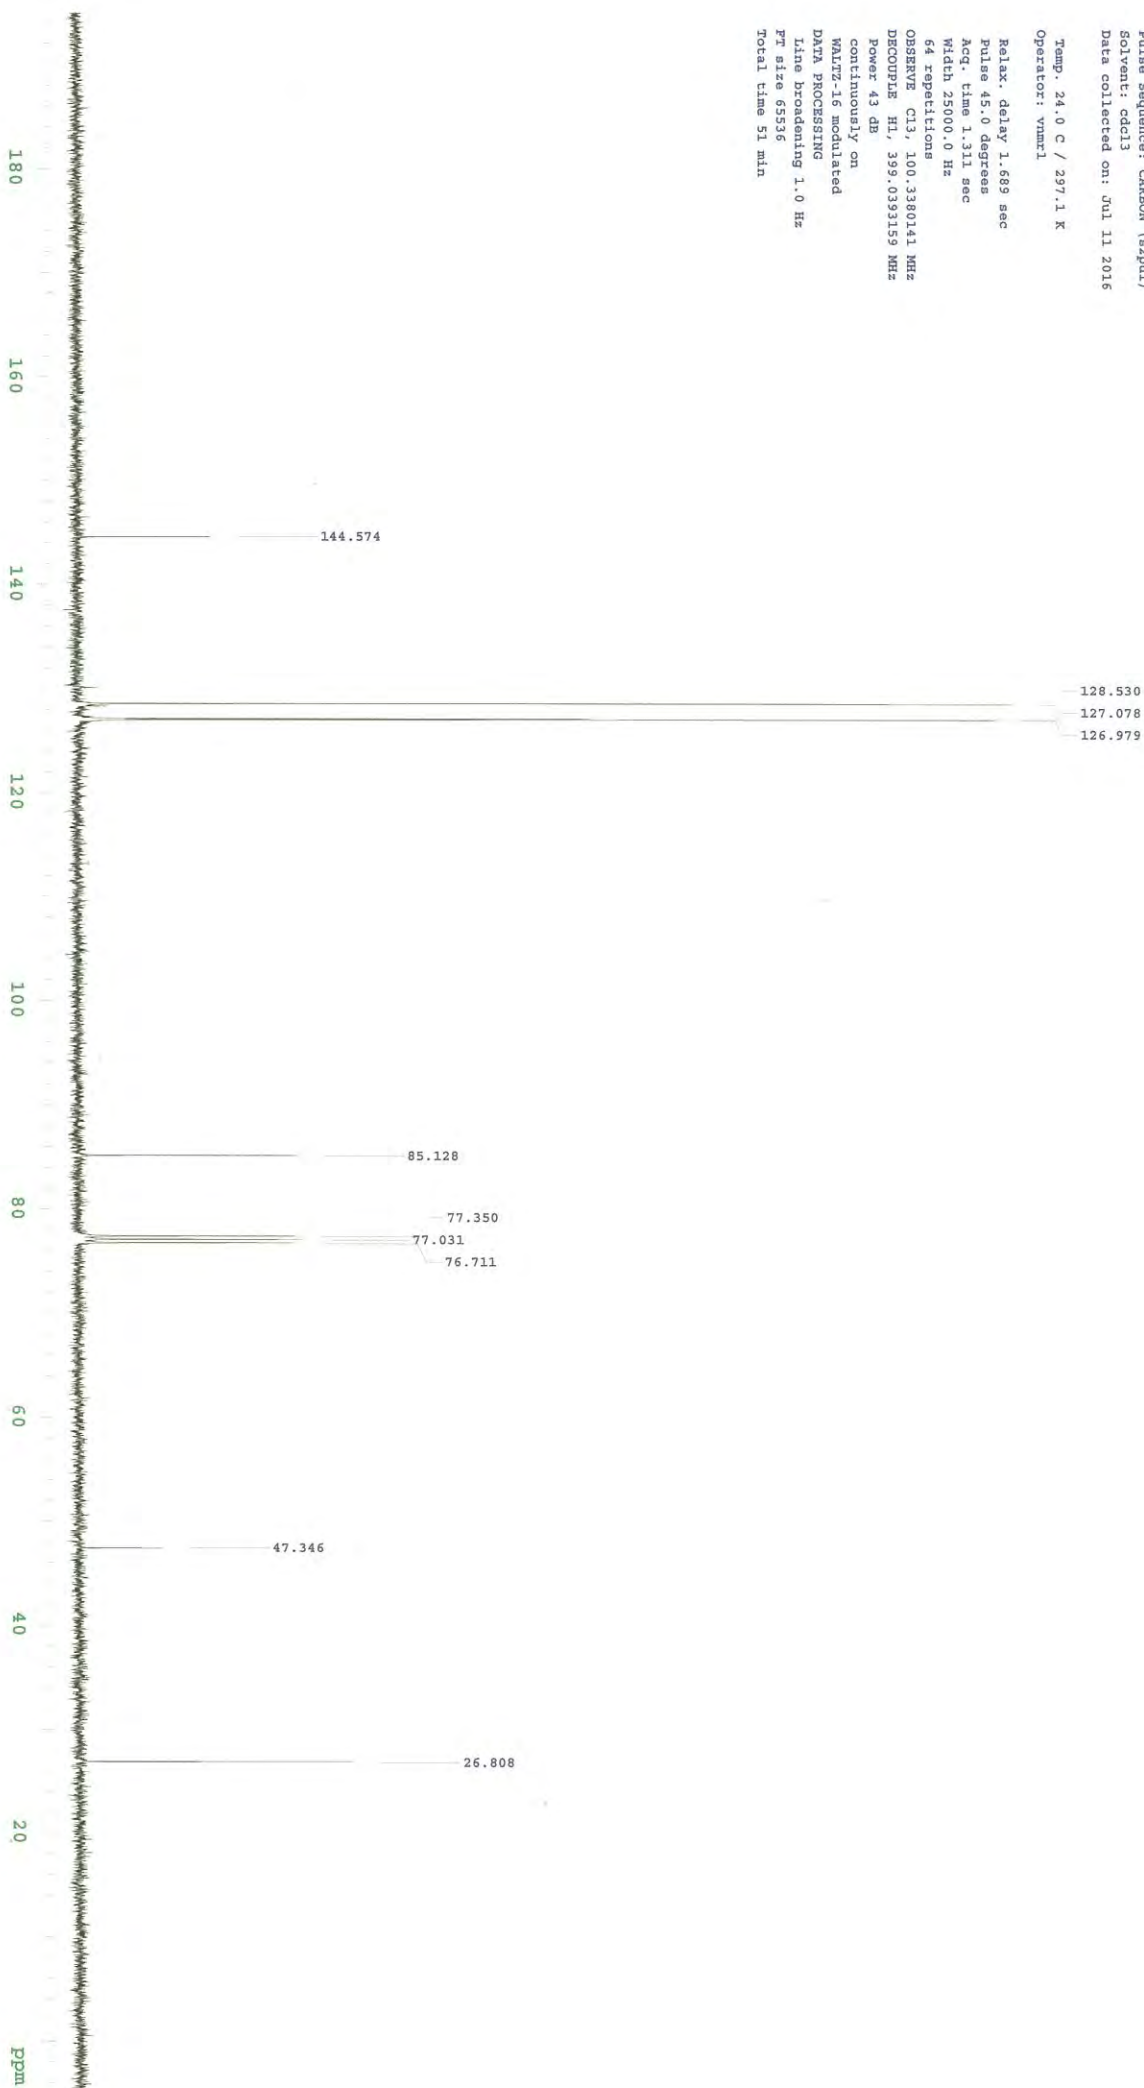 Solvent: cdcl3
Data collected on: Jul 11 2016
Temp. 24.0 C / 297.1 K
Operator: vnmr1
Relax. delay 1.689 sec
Pulse 45.0 degrees
Acq. time 1.311 sec
Width 25000.0 Hz
64 repetitions
OBSERVE C13, 100.3380141 MHz
DECOUPLE H1, 399.0393159 MHz
Power 43 dB
continuously on
WALTZ-16 modulated
DATA PROCESSING
Line broadening 1.0 Hz
FT size 65536
Total time 51 min
144.574
128.530
127.078
126.979
85.128
77.350
77.031
76.711
47.346
26.808
180
160
140
120
100
80
60
40
20
ppm